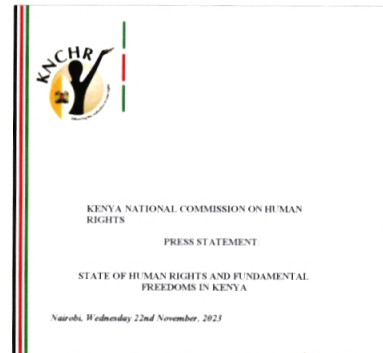 KNCHR
KENYA NATIONAL COMMISSION ON HUMAN
RIGHTS
PRESS STATEMENT
STATE OF HUMAN RIGHTS AND FUNDAMENTAL
FREEDOMS IN KENYA
Nairobi, Wednesday 22nd November, 2023